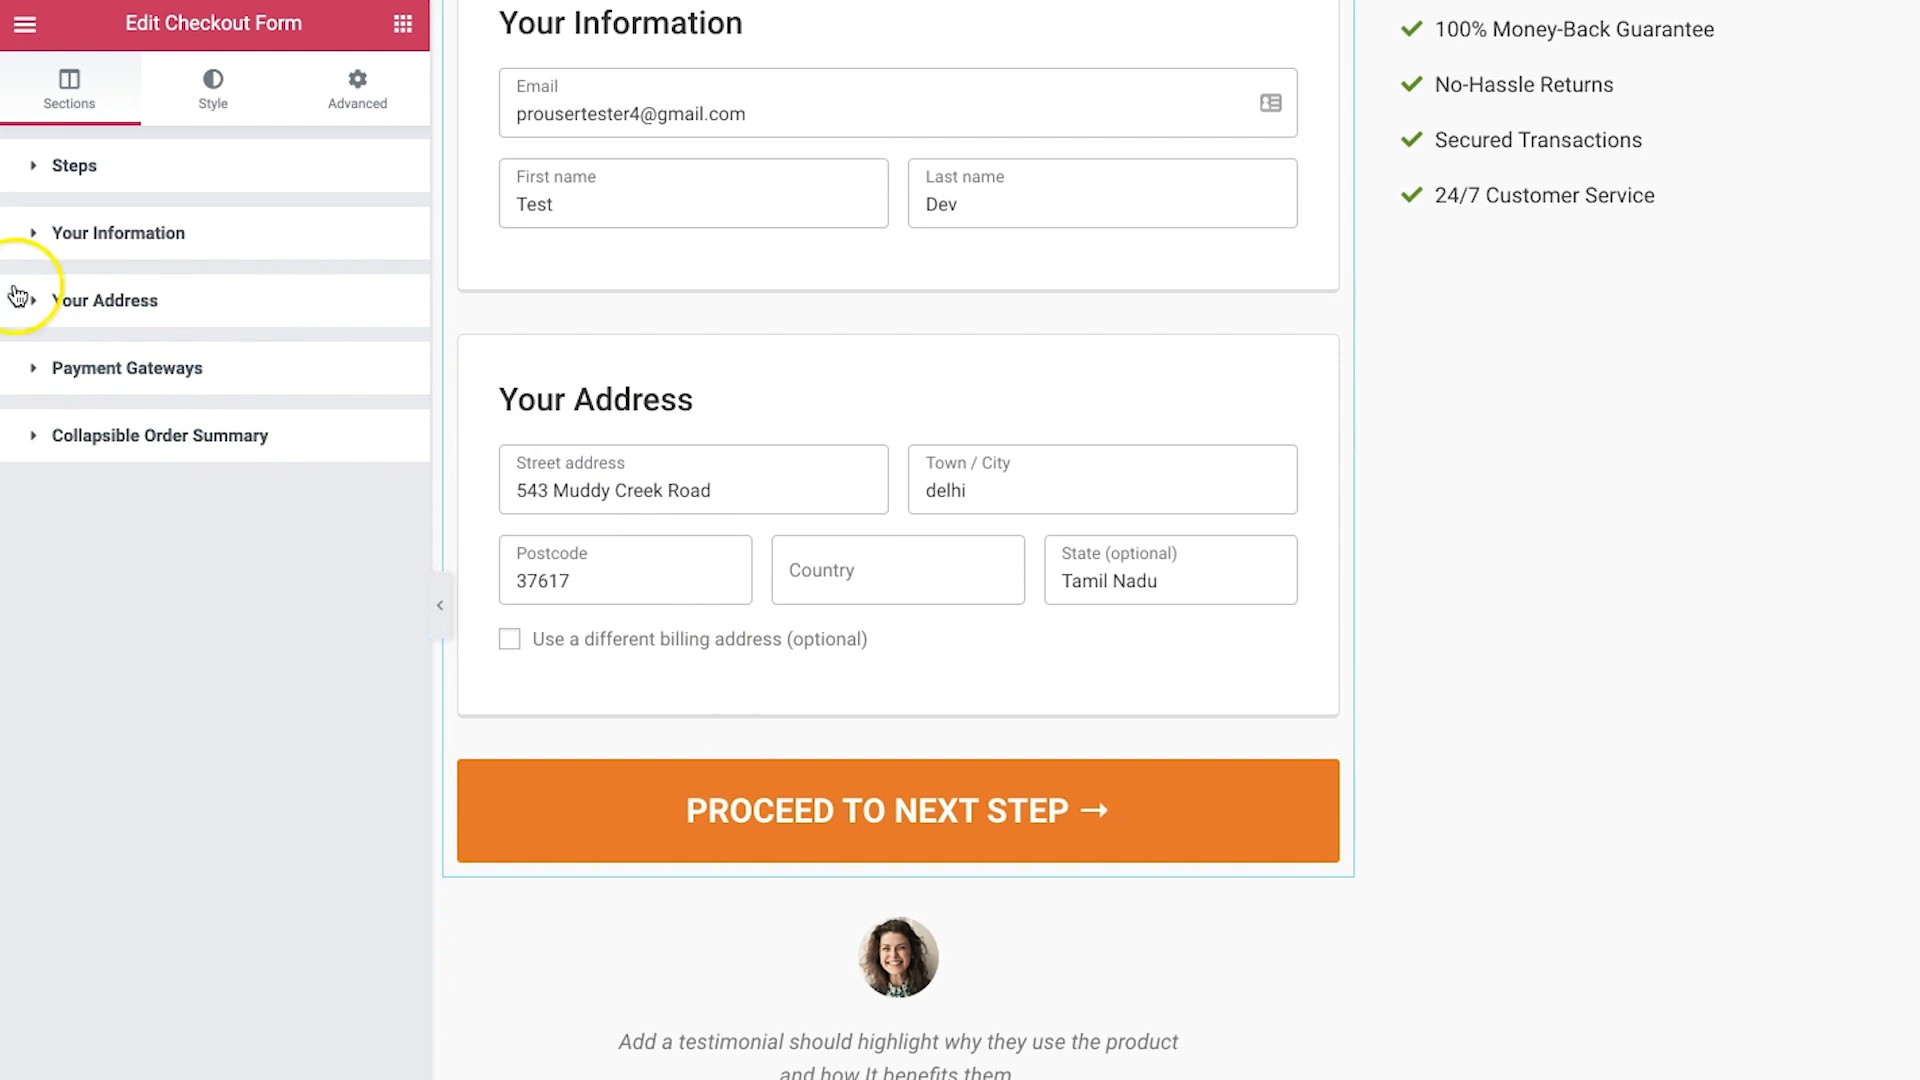 Edit Checkout Form
Sections
Style
Advanced
Steps
Your Information
Your Address
Payment Gateways
Collapsible Order Summary
Your Information
Email
prousertester4@gmail.com
First name
Test
Last name
Dev
Your Address
Street address
543 Muddy Creek Road
Town / City
delhi
Postcode
37617
Country
State (optional)
Tamil Nadu
Use a different billing address (optional)
PROCEED TO NEXT STEP →
Add a testimonial should highlight why they use the product
and how It benefits them
100% Money-Back Guarantee
No-Hassle Returns
Secured Transactions
24/7 Customer Service